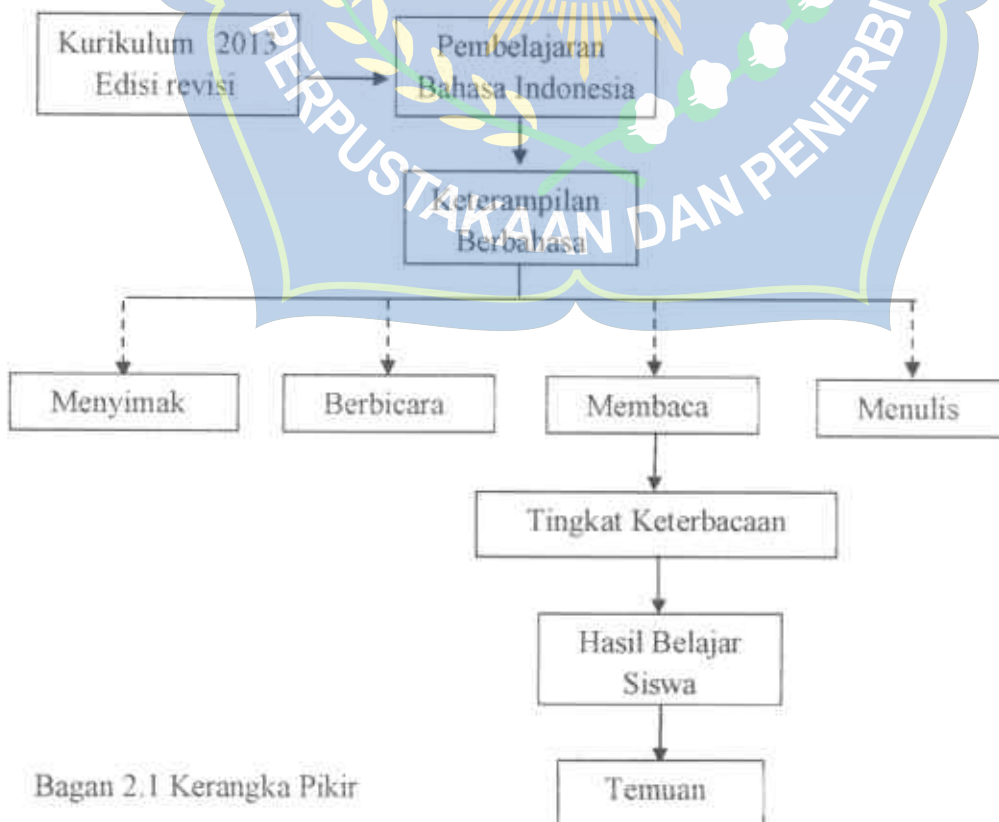 Kurikulum 2013
Edisi revisi
Pembelajaran
Bahasa Indonesia
PERPUSTAKAAN DAN PENERBI
Keterampilan
Berbahasa
Menyimak
Berbicara
Membaca
Menulis
Tingkat Keterbacaan
Hasil Belajar
Siswa
Temuan
Bagan 2.1 Kerangka Pikir